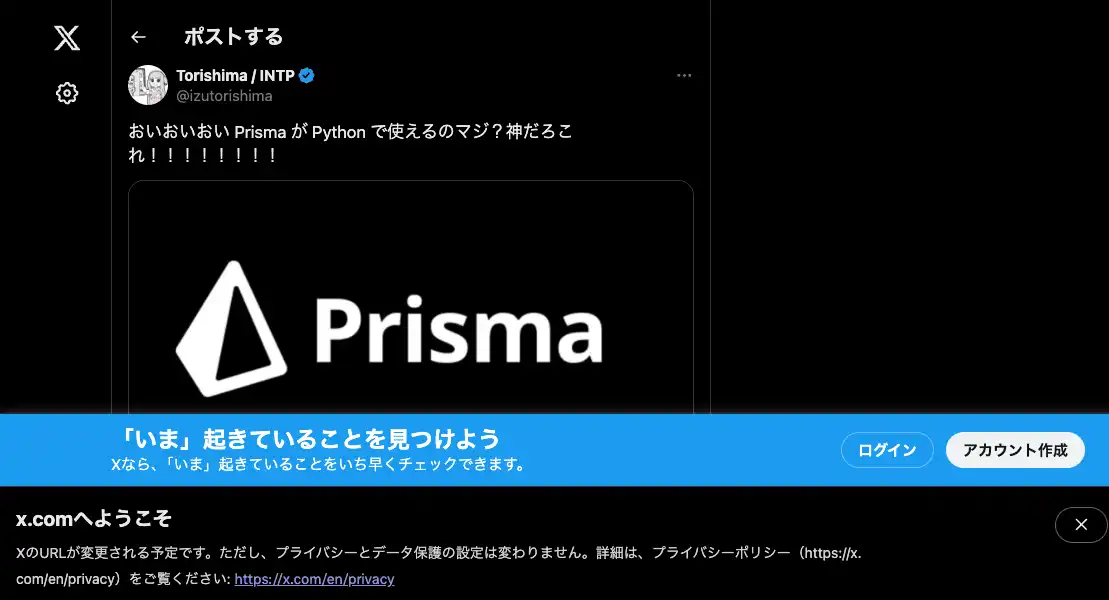 ポストする
Torishima / INTP
@izutorishima
おいおいおい Prisma が Python で使えるのマジ？神だろこ
れ！！！！！！！！
Prisma
「いま」起きていることを見つけよう
Xなら、「いま」起きていることをいち早くチェックできます。
ログイン
アカウント作成
x.comへようこそ
XのURLが変更される予定です。ただし、プライバシーとデータ保護の設定は変わりません。詳細は、プライバシーポリシー（https://x.
com/en/privacy）をご覧ください: https://x.com/en/privacy